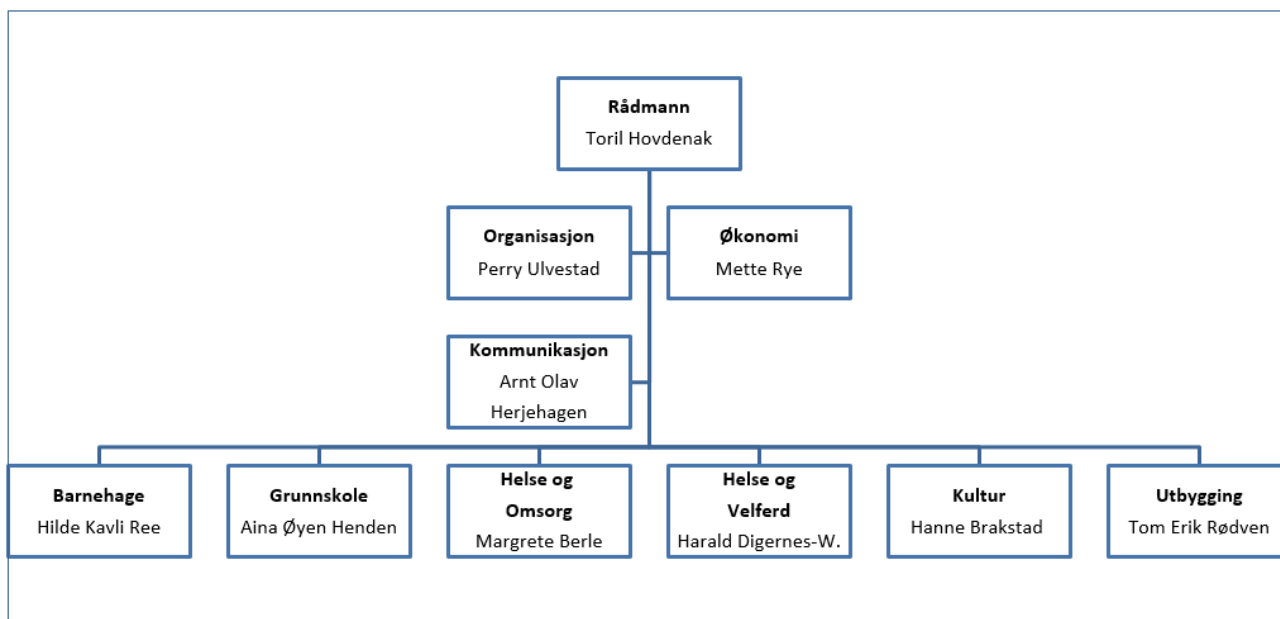 Rådmann
Toril Hovdenak
Organisasjon
Perry Ulvestad
Økonomi
Mette Rye
Kommunikasjon
Arnt Olav
Herjehagen
Barnehage
Hilde Kavli Ree
Grunnskole
Aina Øyen Henden
Helse og
Omsorg
Margrete Berle
Helse og
Velferd
Harald Digernes-W.
Kultur
Hanne Brakstad
Utbygging
Tom Erik Rødven